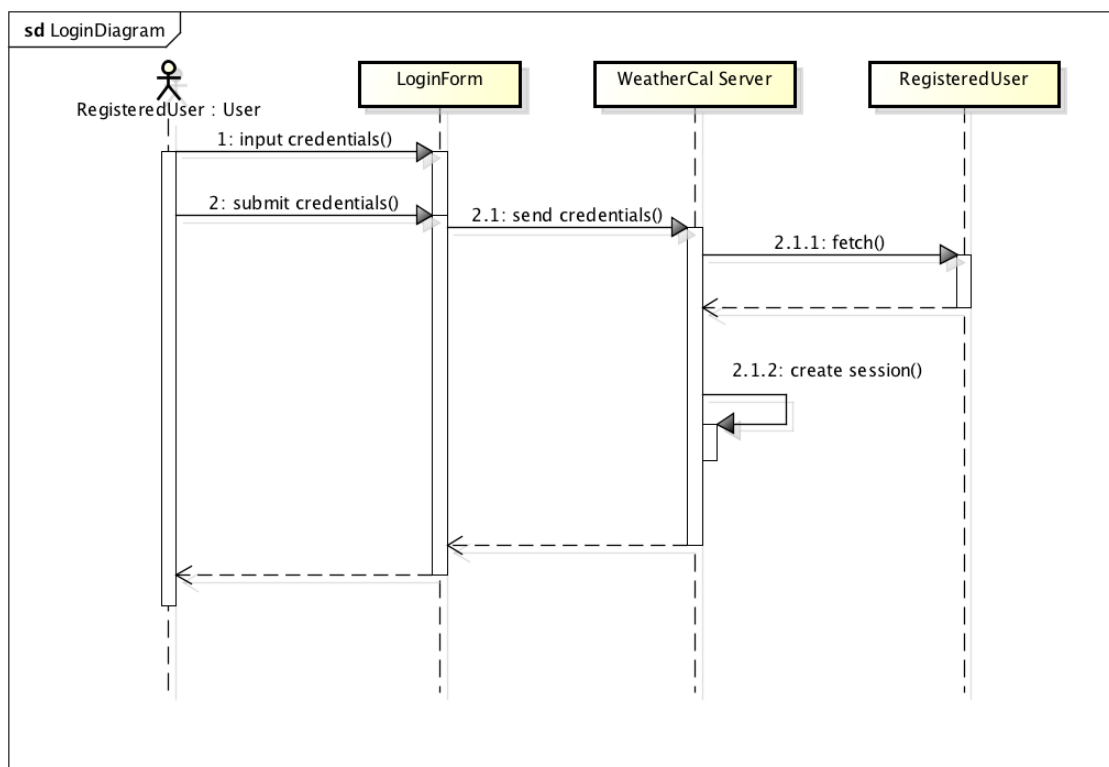 sd LoginDiagram
RegisteredUser : User
LoginForm
WeatherCal Server
RegisteredUser
1: input credentials()
2: submit credentials()
2.1: send credentials()
2.1.1: fetch()
2.1.2: create session()